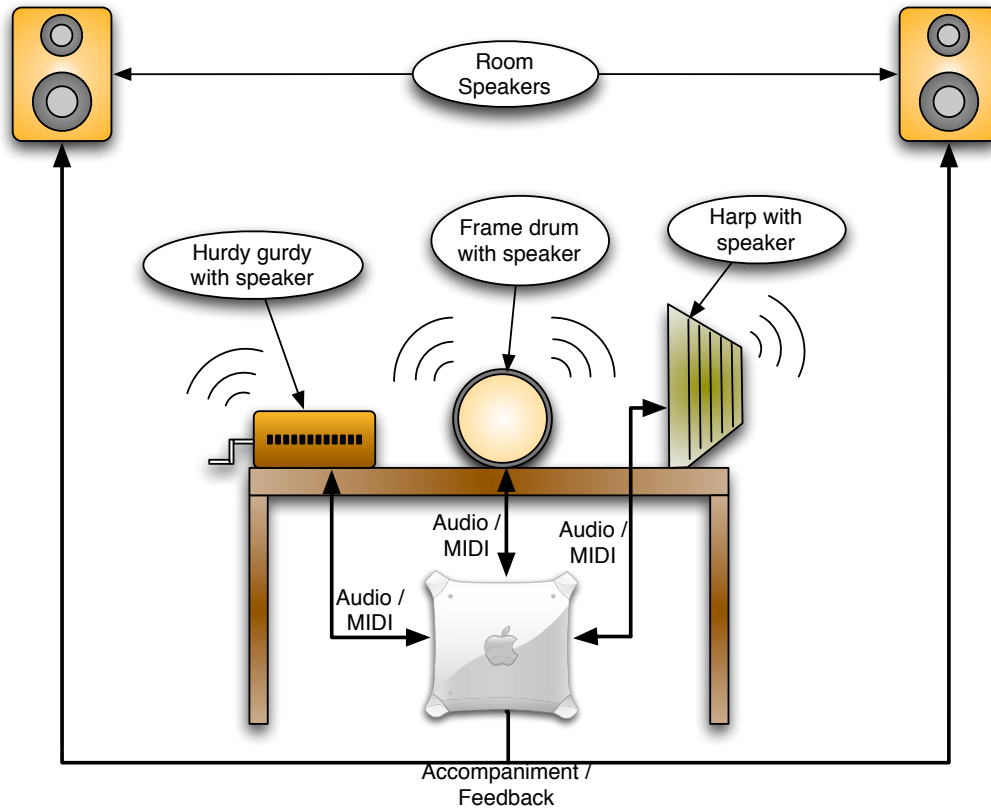 Room
Speakers
Hurdy gurdy
with speaker
Frame drum
with speaker
Harp with
speaker
Audio /
MIDI
Audio /
MIDI
Audio /
MIDI
Accompaniment /
Feedback